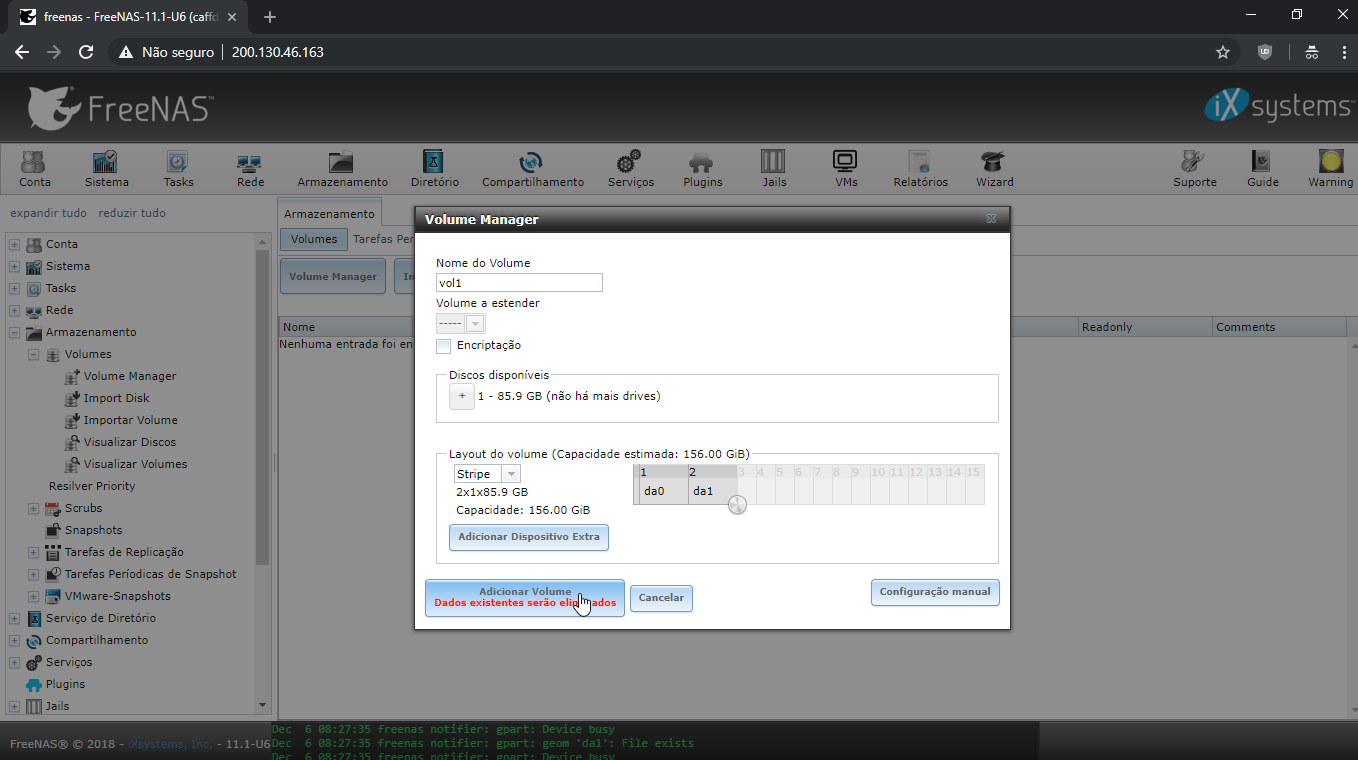 freenas - FreeNAS-11.1-U6 (caffd
Não seguro 200.130.46.163
FreeNAS™
iXsystems™
Conta Sistema Tasks Rede Armazenamento Diretório Compartilhamento Serviços Plugins Jails VMs Relatórios Wizard Suporte Guide Warning
expandir tudo reduzir tudo
Conta
Sistema
Tasks
Rede
Armazenamento
Volumes
Volume Manager
Import Disk
Importar Volume
Visualizar Discos
Visualizar Volumes
Resilver Priority
Scrubs
Snapshots
Tarefas de Replicação
Tarefas Períodicas de Snapshot
VMware-Snapshots
Serviço de Diretório
Compartilhamento
Serviços
Plugins
Jails
Armazenamento
Volumes Tarefas Per
Volume Manager Im
Nome Readonly Comments
Nenhuma entrada foi en
Volume Manager
Nome do Volume
vol1
Volume a estender
-----
Encriptação
Discos disponíveis
+ 1 - 85.9 GB (não há mais drives)
Layout do volume (Capacidade estimada: 156.00 GiB)
Stripe
2x1x85.9 GB
Capacidade: 156.00 GiB
1 2 3 4 5 6 7 8 9 10 11 12 13 14 15
da0 da1
Adicionar Dispositivo Extra
Adicionar Volume
Dados existentes serão
Cancelar
Configuração manual
FreeNAS® © 2018 - iXsystems, Inc. - 11.1-U6
Dec 6 08:27:35 freenas notifier: gpart: Device busy
Dec 6 08:27:35 freenas notifier: gpart: geom 'da1': File exists
Dec 6 08:27:35 freenas notifier: gpart: Device busy